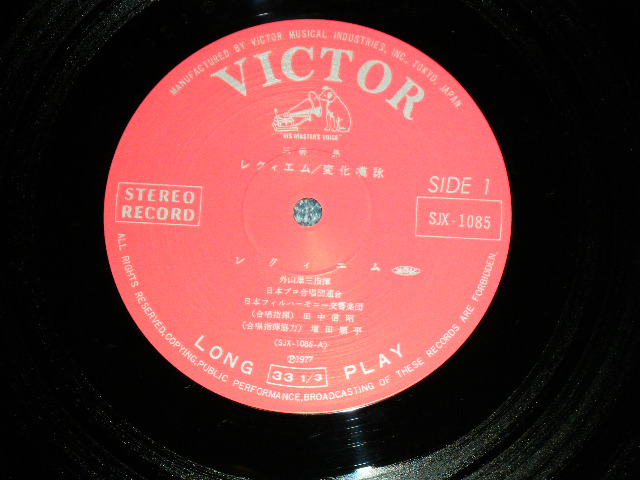 MANUFACTURED BY VICTOR MUSICAL INDUSTRIES, INC. TOKYO, JAPAN
VICTOR
"HIS MASTER'S VOICE"
三善 晃
レクィエム/変化嘆詠
STEREO RECORD
SIDE 1
SJX-1085
レクィエム
外山雄三指揮
日本プロ合唱団連合
日本フィルハーモニー交響楽団
(合唱指揮) 田中信昭
(合唱指揮協力) 増田順平
(SJX-1085-A)
℗1977
LONG PLAY
33 1/3
ALL RIGHTS RESERVED, COPYING, PUBLIC PERFORMANCE, BROADCASTING OF THESE RECORDS ARE FORBIDDEN.